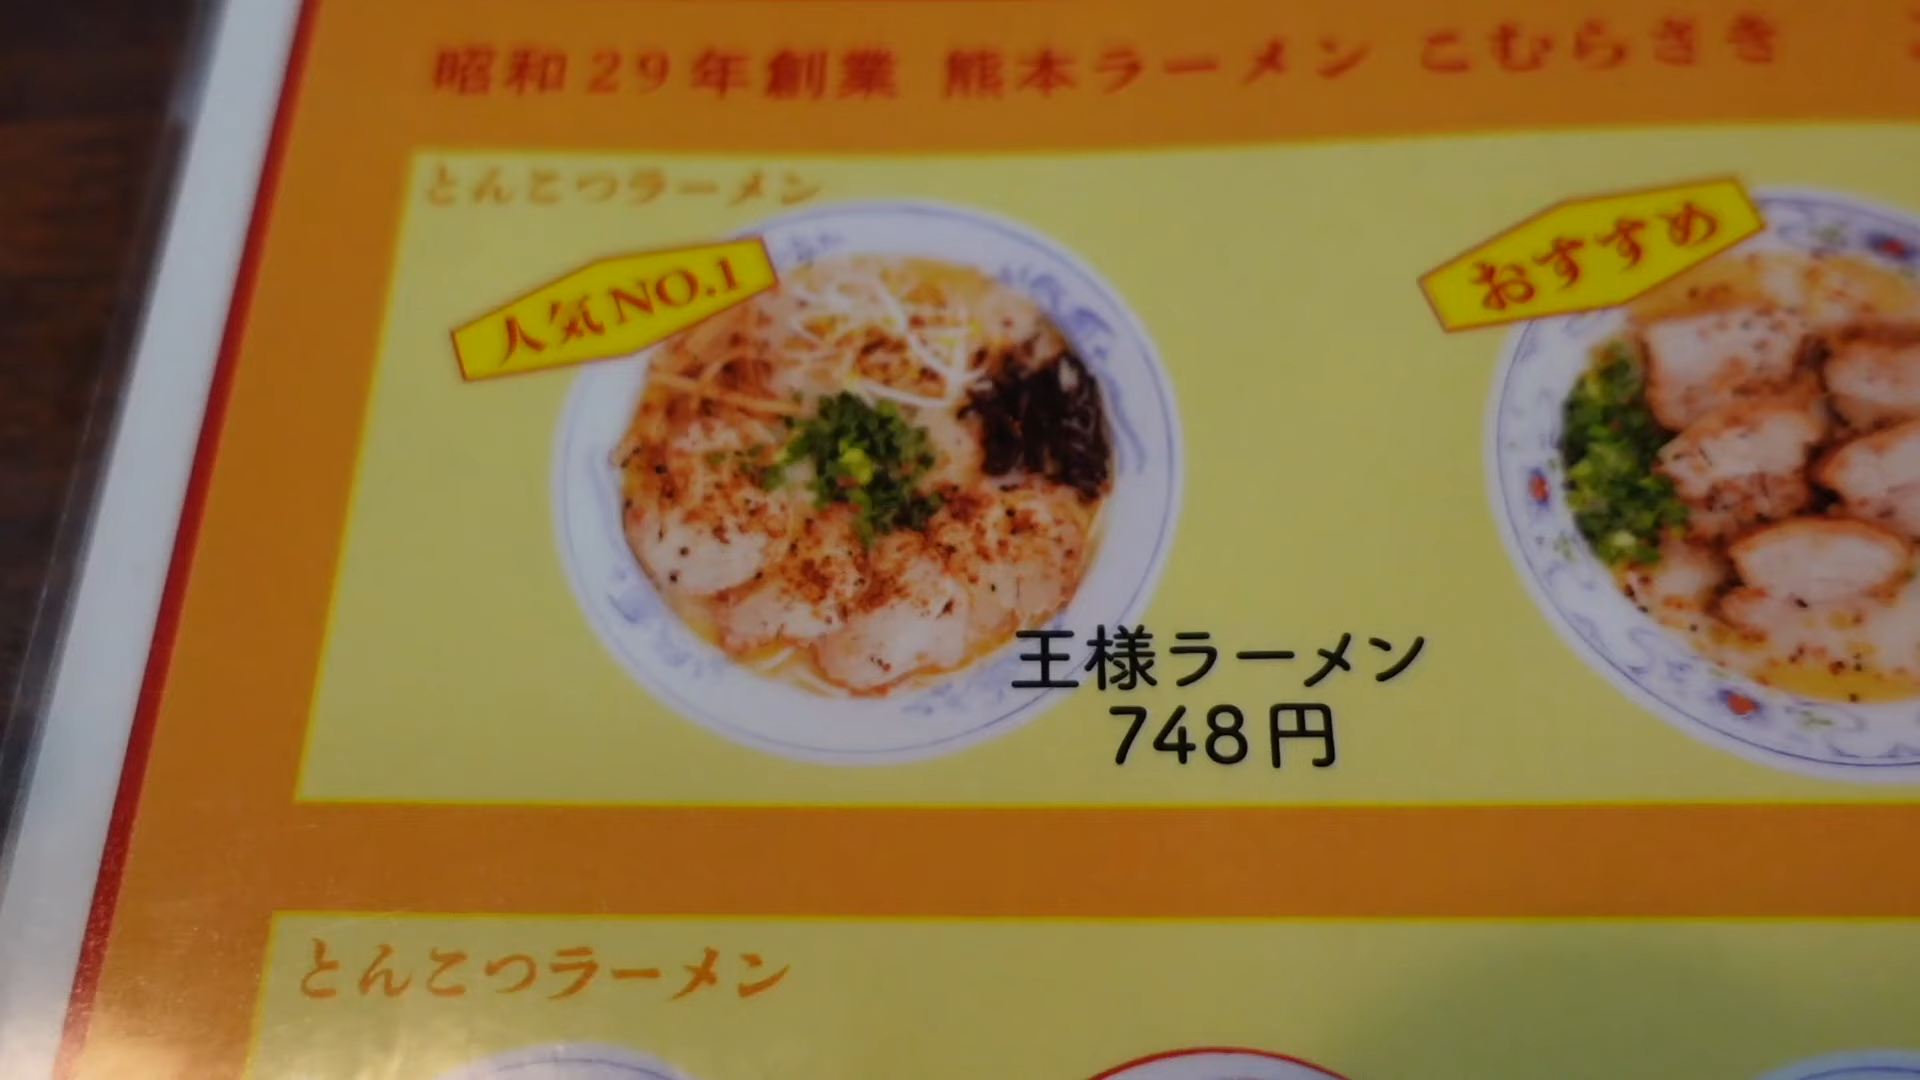 昭和29年創業 熊本ラーメン こむらさき
とんこつラーメン
人気NO.1
おすすめ
王様ラーメン
748円
とんこつラーメン